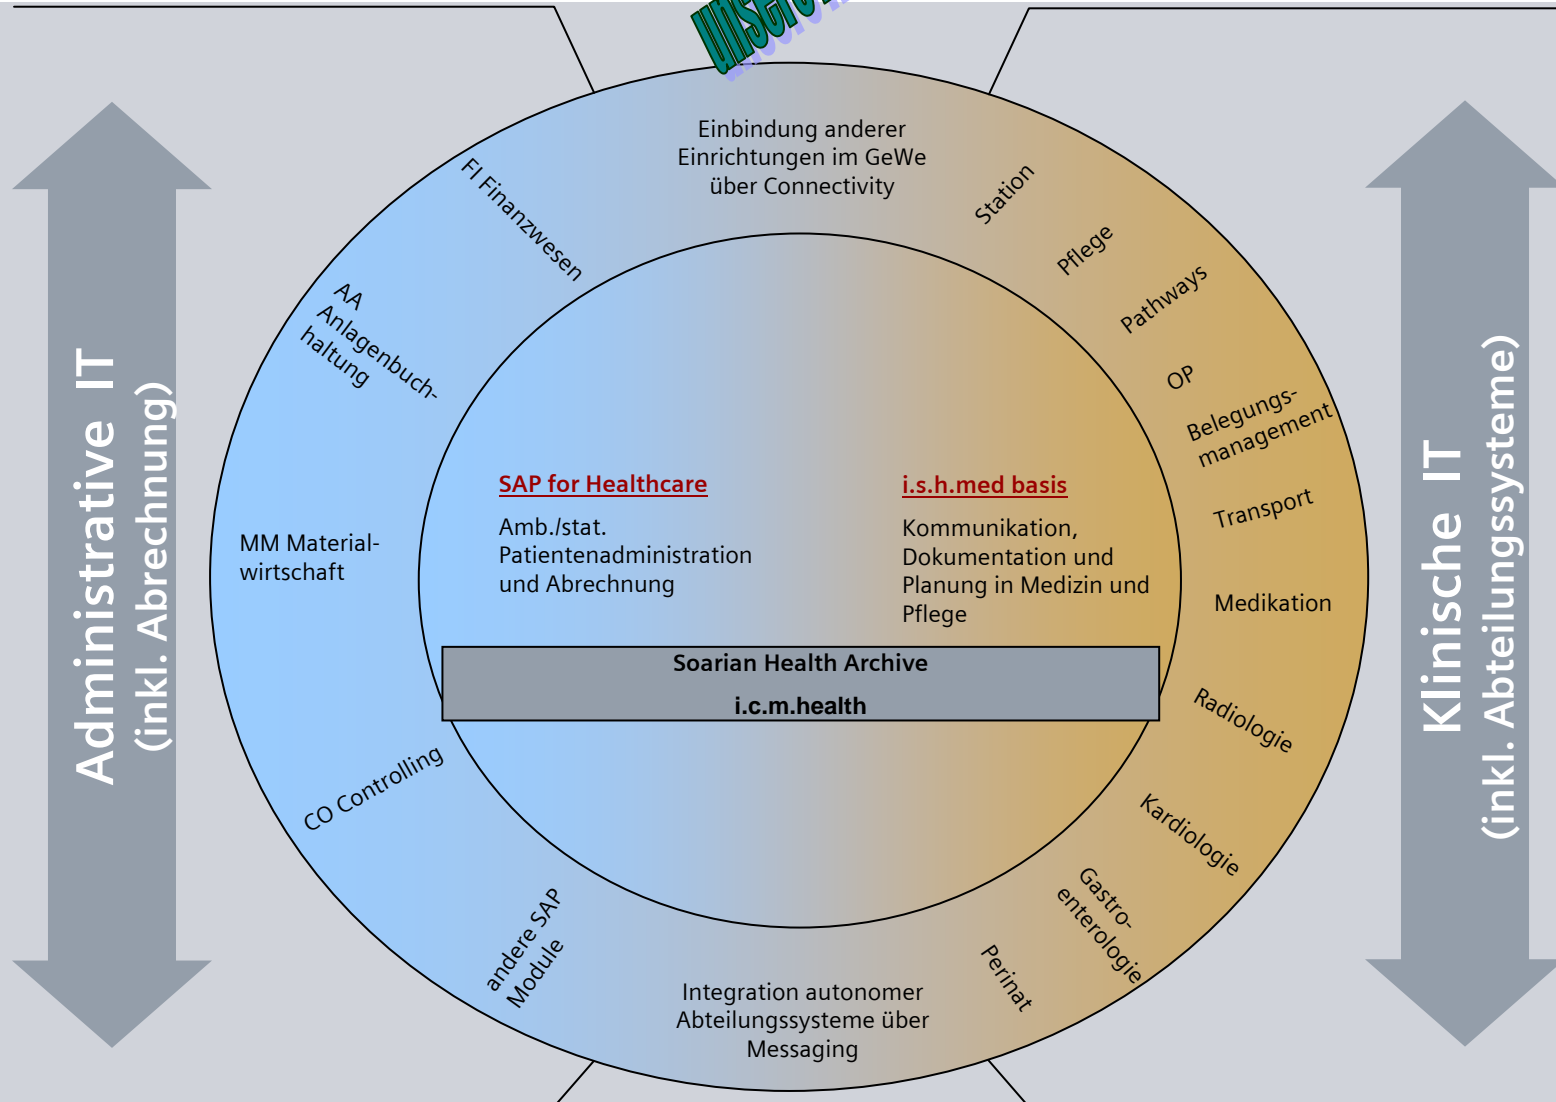 unsere
Einbindung anderer
Einrichtungen im GeWe
über Connectivity
FI Finanzwesen
AA
Anlagenbuch-
haltung
MM Material-
wirtschaft
CO Controlling
andere SAP
Module
Administrative IT
(inkl. Abrechnung)
SAP for Healthcare
Amb./stat.
Patientenadministration
und Abrechnung
i.s.h.med basis
Kommunikation,
Dokumentation und
Planung in Medizin und
Pflege
Soarian Health Archive
i.c.m.health
Station
Pflege
Pathways
OP
Belegungs-
management
Transport
Medikation
Radiologie
Kardiologie
Gastro-
enterologie
Perinat
Integration autonomer
Abteilungssysteme über
Messaging
Klinische IT
(inkl. Abteilungssysteme)